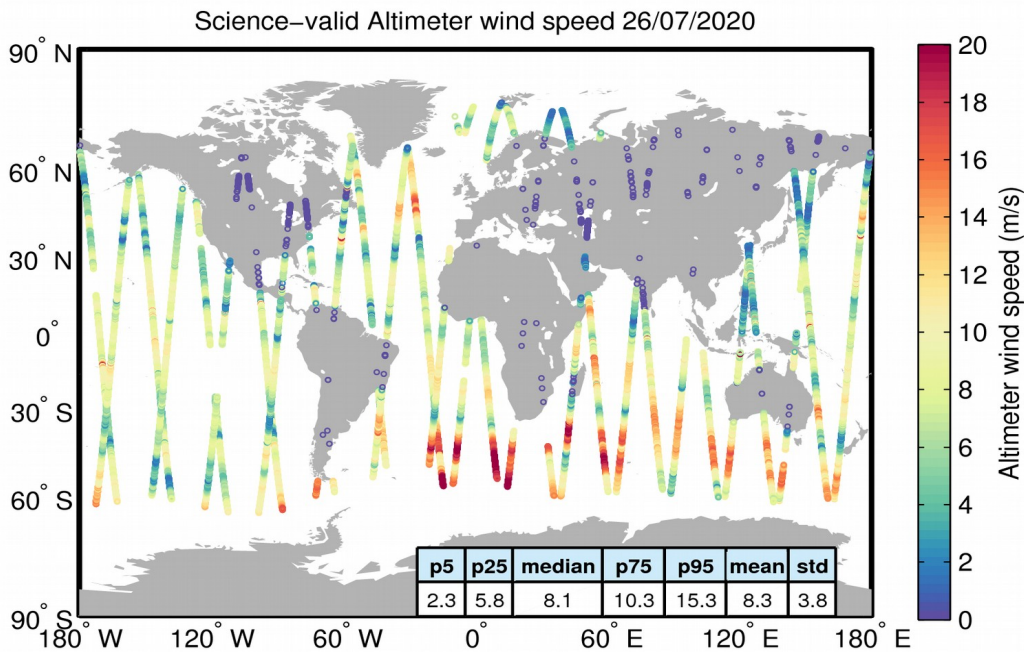 Science−valid Altimeter wind speed 26/07/2020
90° N
60° N
30° N
0°
30° S
60° S
90° S
180° W
120° W
60° W
0°
60° E
120° E
180° E
p5 p25 median p75 p95 mean std
2.3 5.8 8.1 10.3 15.3 8.3 3.8
20
18
16
14
12
10
8
6
4
2
0
Altimeter wind speed (m/s)